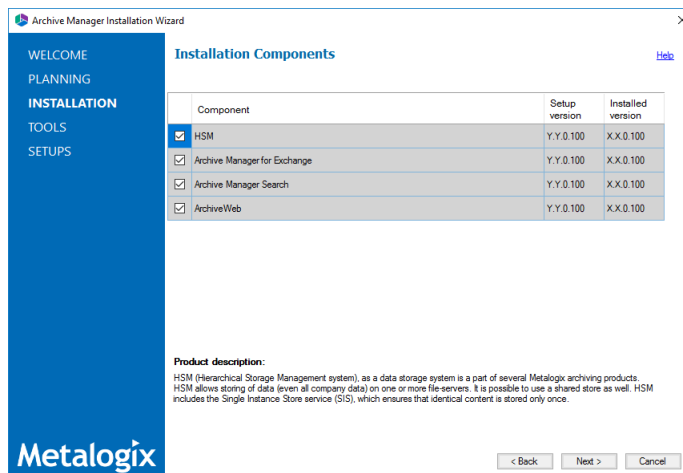 Archive Manager Installation Wizard
WELCOME
PLANNING
INSTALLATION
TOOLS
SETUPS
Installation Components
Help
Component Setup version Installed version
HSM Y.Y.0.100 X.X.0.100
Archive Manager for Exchange Y.Y.0.100 X.X.0.100
Archive Manager Search Y.Y.0.100 X.X.0.100
ArchiveWeb Y.Y.0.100 X.X.0.100
Product description:
HSM (Hierarchical Storage Management system), as a data storage system is a part of several Metalogix archiving products.
HSM allows storing of data (even all company data) on one or more file-servers. It is possible to use a shared store as well. HSM
includes the Single Instance Store service (SIS), which ensures that identical content is stored only once.
Metalogix
< Back Next > Cancel